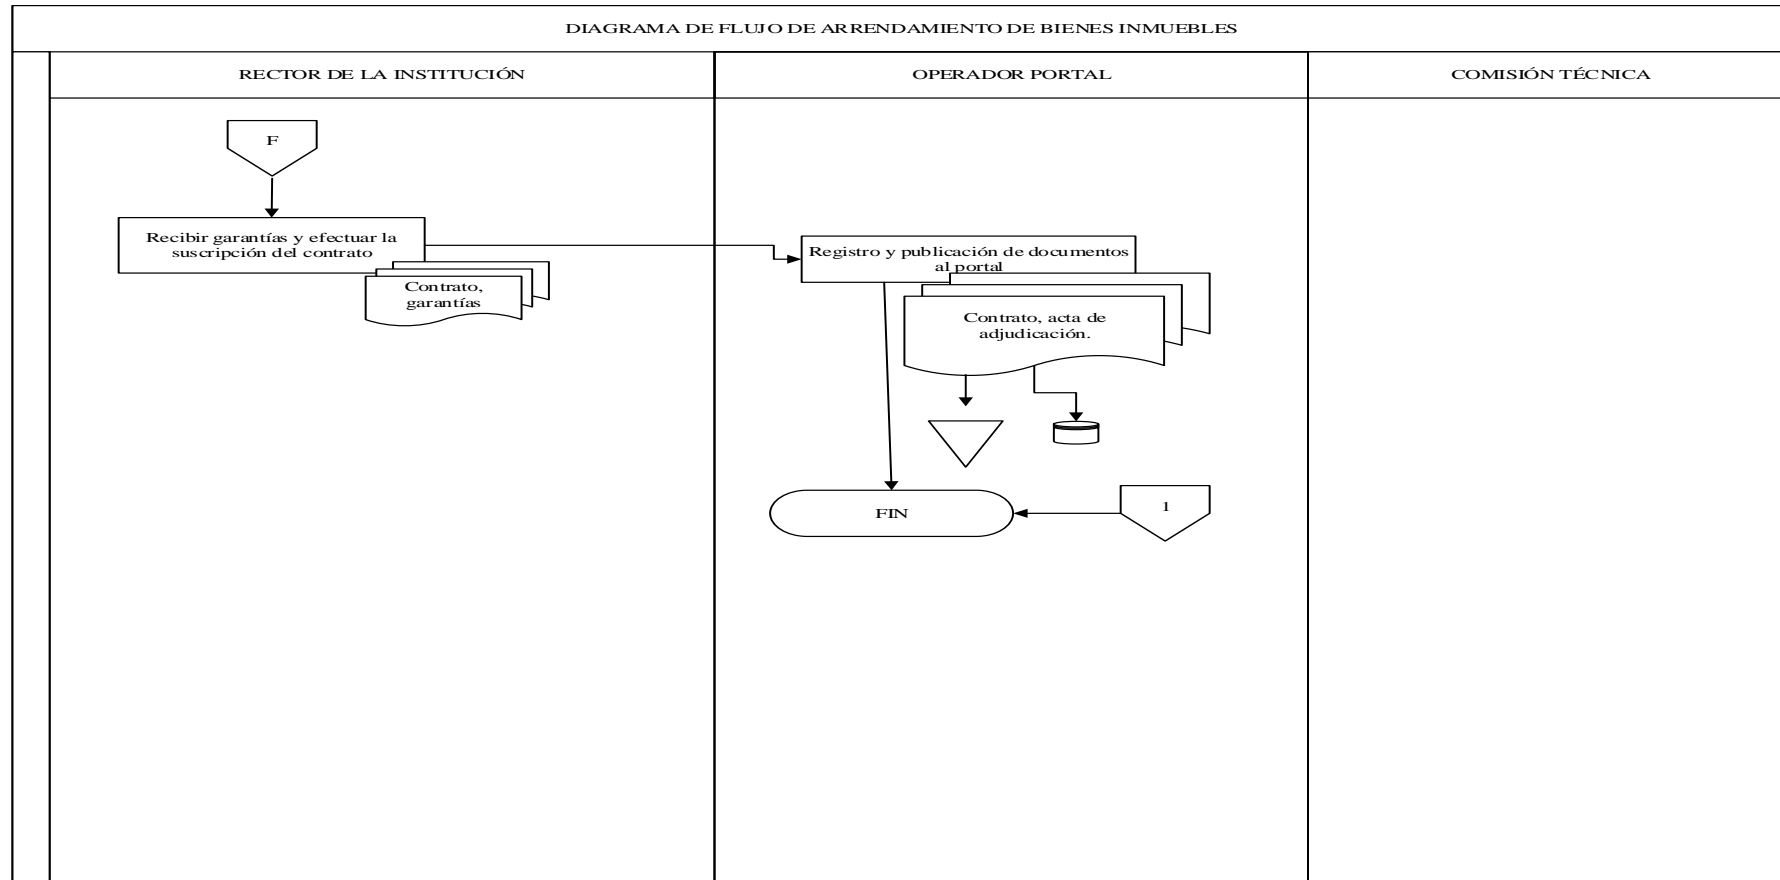 DIAGRAMA DE FLUJO DE ARRENDAMIENTO DE BIENES INMUEBLES
RECTOR DE LA INSTITUCIÓN
OPERADOR PORTAL
COMISIÓN TÉCNICA
F
Recibir garantías y efectuar la
suscripción del contrato
Contrato,
garantías
Registro y publicación de documentos
al portal
Contrato, acta de
adjudicación.
FIN
1